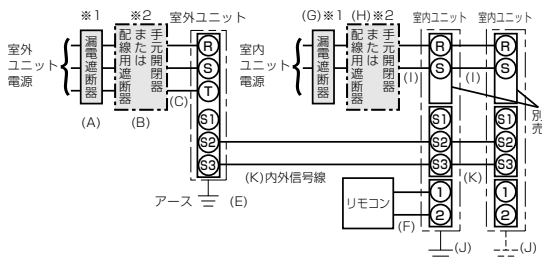 ※1
※2
室外ユニット
室外
ユニット
電源
漏電遮断器
手元開閉器
または
配線用遮断器
(A)
(B)
(C)
R
S
T
S1
S2
S3
アース
(E)
(G)※1
(H)※2
室内ユニット
室内ユニット
室内
ユニット
電源
漏電遮断器
手元開閉器
または
配線用遮断器
(I)
(I)
R
S
R
S
別売
S1
S2
S3
S1
S2
S3
(K)内外信号線
(K)
リモコン
(F)
1
2
1
2
(J)
(J)